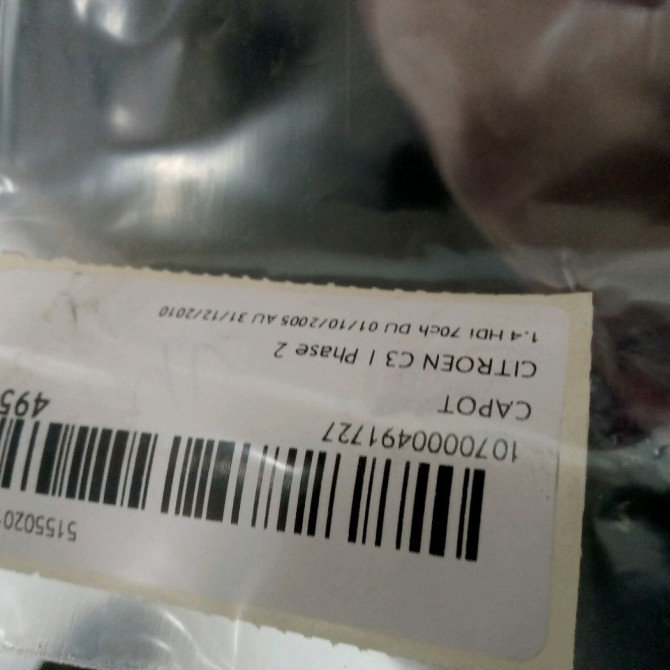 5155020
1070000491727
495
CAPOT
CITROEN C3 I Phase 2
1.4 HDi 70ch DU 01/10/2005 AU 31/12/2010